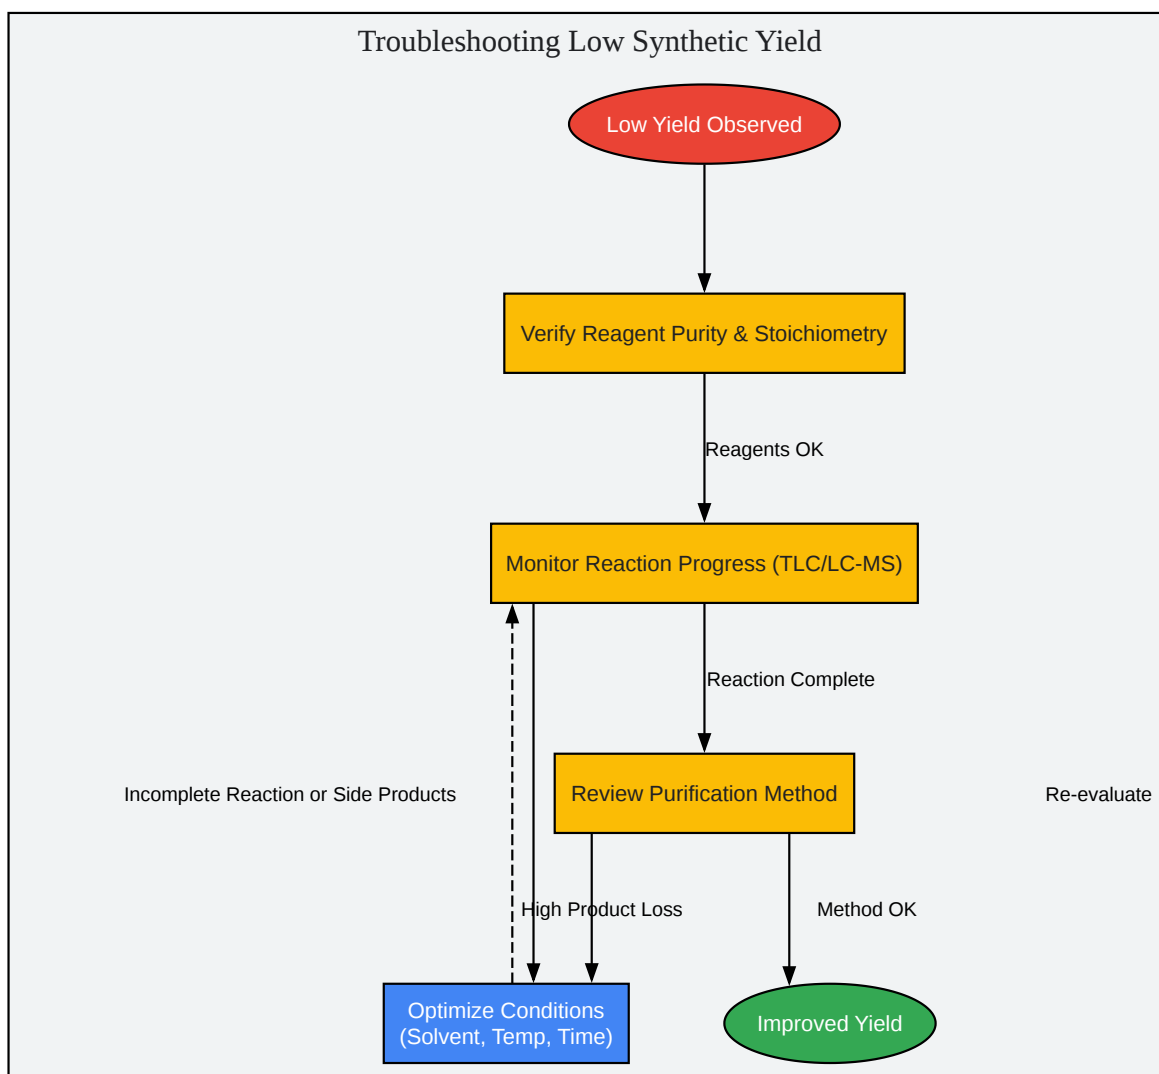 Troubleshooting Low Synthetic Yield
Low Yield Observed
Verify Reagent Purity & Stoichiometry
Reagents OK
Monitor Reaction Progress (TLC/LC-MS)
Reaction Complete
Incomplete Reaction or Side Products
Review Purification Method
Re-evaluate
High Product Loss
Method OK
Optimize Conditions
(Solvent, Temp, Time)
Improved Yield